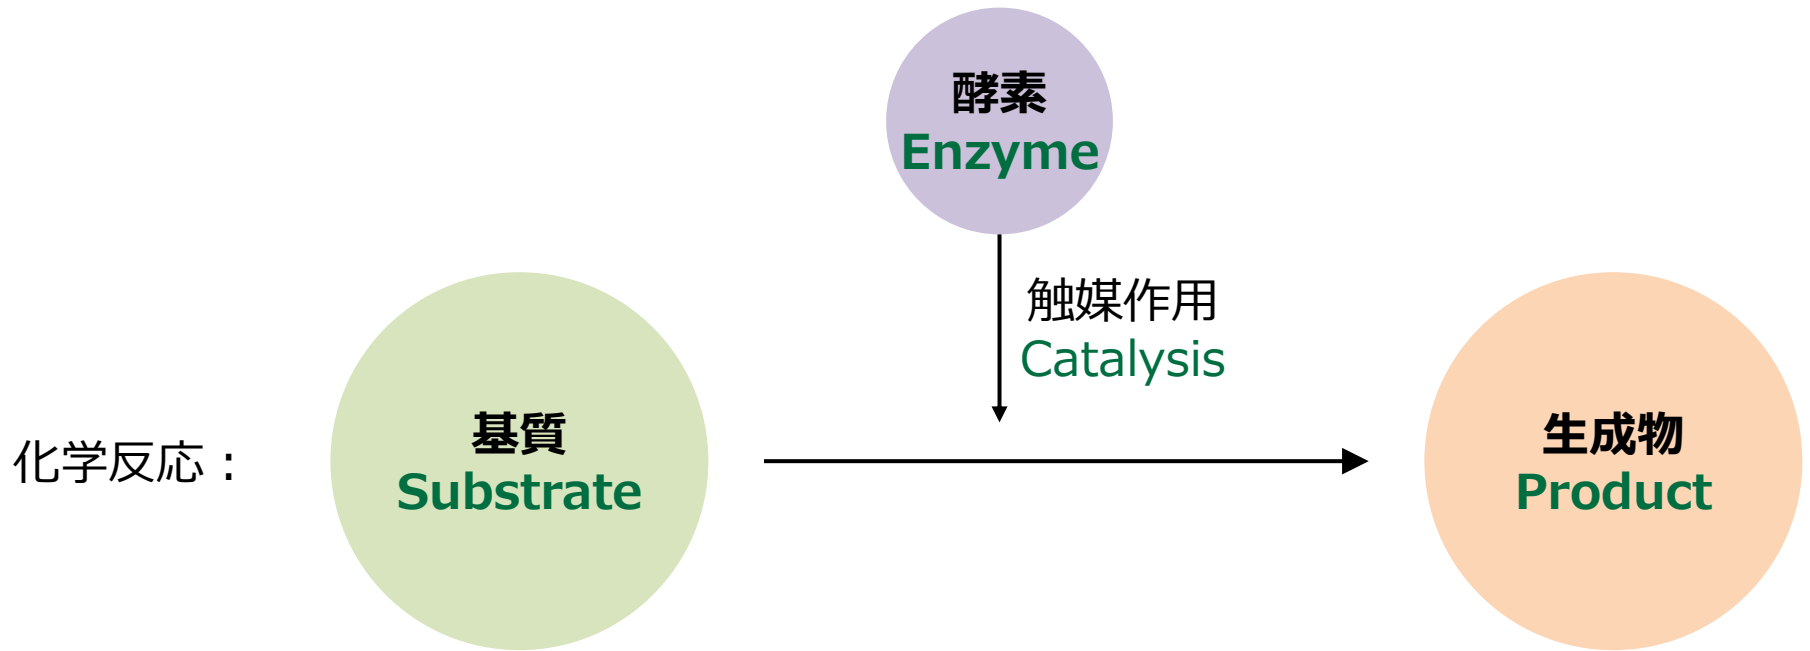 酵素
Enzyme
触媒作用
Catalysis
化学反応：
基質
Substrate
生成物
Product